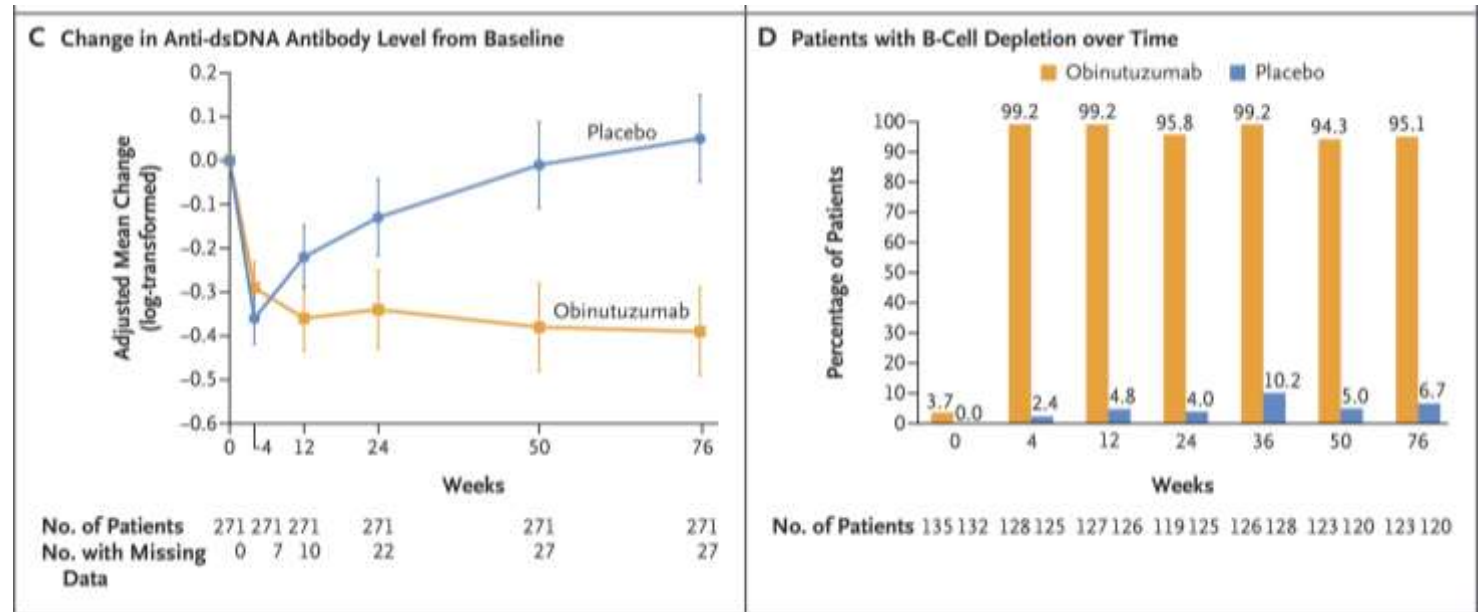 C Change in Anti-dsDNA Antibody Level from Baseline
Adjusted Mean Change
(log-transformed)
0.2
0.1
0.0
−0.1
−0.2
−0.3
−0.4
−0.5
−0.6
Placebo
Obinutuzumab
0 4 12 24 50 76
Weeks
No. of Patients 271 271 271 271 271 271
No. with Missing 0 7 10 22 27 27
Data
D Patients with B-Cell Depletion over Time
Obinutuzumab Placebo
Percentage of Patients
100
90
80
70
60
50
40
30
20
10
0
3.7 0.0 99.2 2.4 99.2 4.8 95.8 4.0 99.2 10.2 94.3 5.0 95.1 6.7
0 4 12 24 36 50 76
Weeks
No. of Patients 135 132 128 125 127 126 119 125 126 128 123 120 123 120